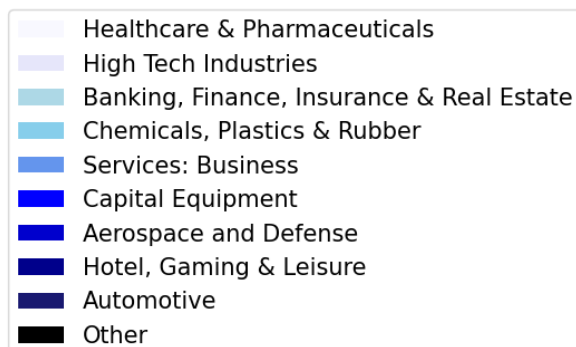 Healthcare & Pharmaceuticals
High Tech Industries
Banking, Finance, Insurance & Real Estate
Chemicals, Plastics & Rubber
Services: Business
Capital Equipment
Aerospace and Defense
Hotel, Gaming & Leisure
Automotive
Other